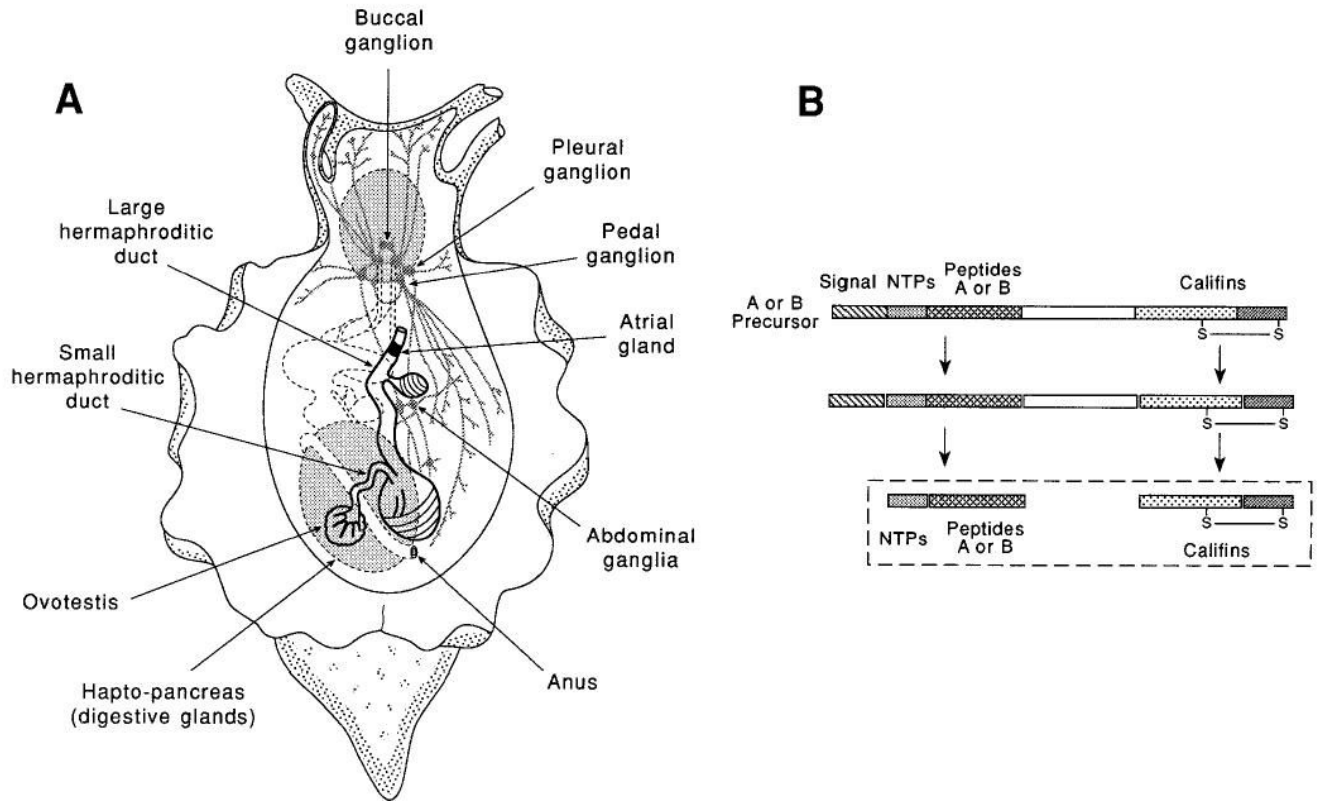 A
Buccal
ganglion
Pleural
ganglion
Large
hermaphroditic
duct
Pedal
ganglion
Atrial
gland
Small
hermaphroditic
duct
Abdominal
ganglia
Ovotestis
Hapto-pancreas
(digestive glands)
Anus
B
Signal NTPs Peptides
A or B
Califins
A or B
Precursor
S S
S S
S S
NTPs
Peptides
A or B
Califins